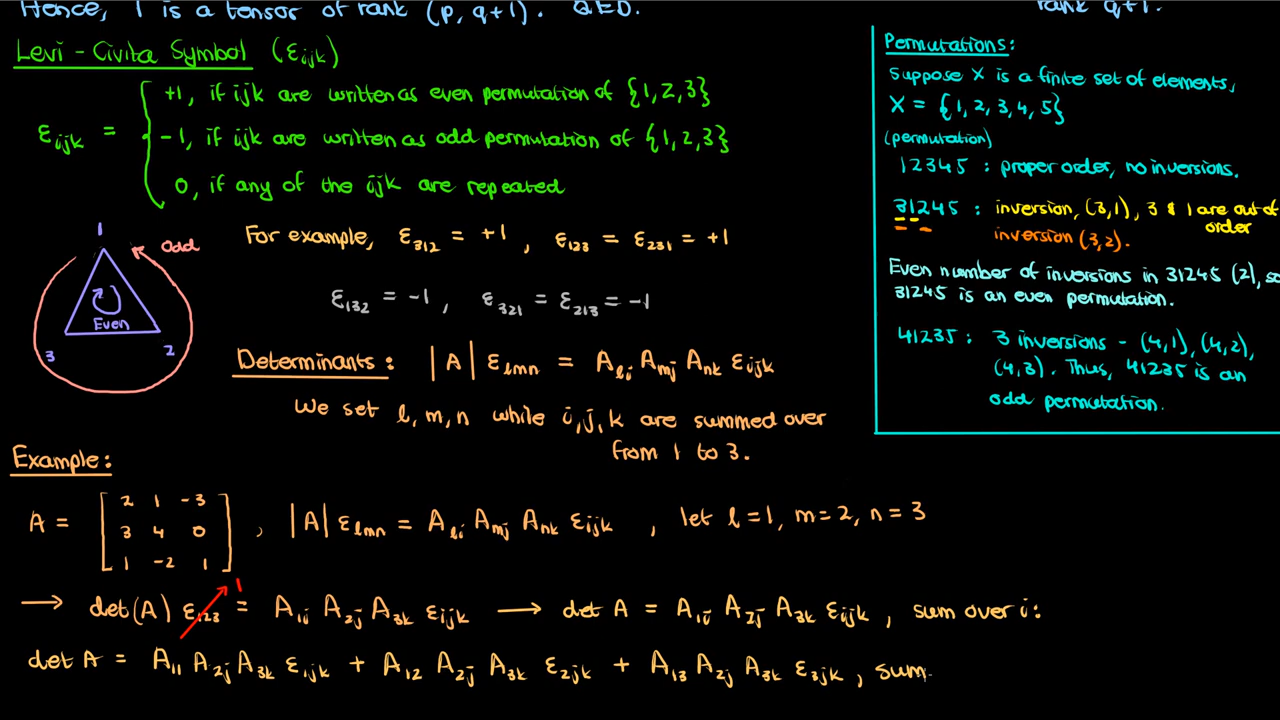 Hence, T is a tensor of rank (p, q+1). QED.
rank q+1.
Levi-Civita Symbol (εijk)
εijk = { +1, if ijk are written as even permutation of {1,2,3}
-1, if ijk are written as odd permutation of {1,2,3}
0, if any of the ijk are repeated
1
Odd
Even
3
2
For example, ε312 = +1, ε123 = ε231 = +1
ε132 = -1, ε321 = ε213 = -1
Determinants: |A| εlmn = Ali Amj Ank εijk
We set l, m, n while i,j,k are summed over
from 1 to 3.
Permutations:
suppose X is a finite set of elements,
X = {1,2,3,4,5}
(permutation)
12345 : proper order, no inversions.
31245 : inversion, (3,1), 3 & 1 are out of
order
inversion (3,2).
Even number of inversions in 31245 (2), so
31245 is an even permutation.
41235: 3 inversions - (4,1), (4,2),
(4,3). Thus, 41235 is an
odd permutation.
Example:
A = [ 2 1 -3
3 4 0
1 -2 1 ], |A| εlmn = Ali Amj Ank εijk, let l=1, m=2, n=3
1
→ det(A) ε123 = A1i A2j A3k εijk → det A = A1i A2j A3k εijk, sum over i:
det A = A11 A2j A3k ε1jk + A12 A2j A3k ε2jk + A13 A2j A3k ε3jk, sum